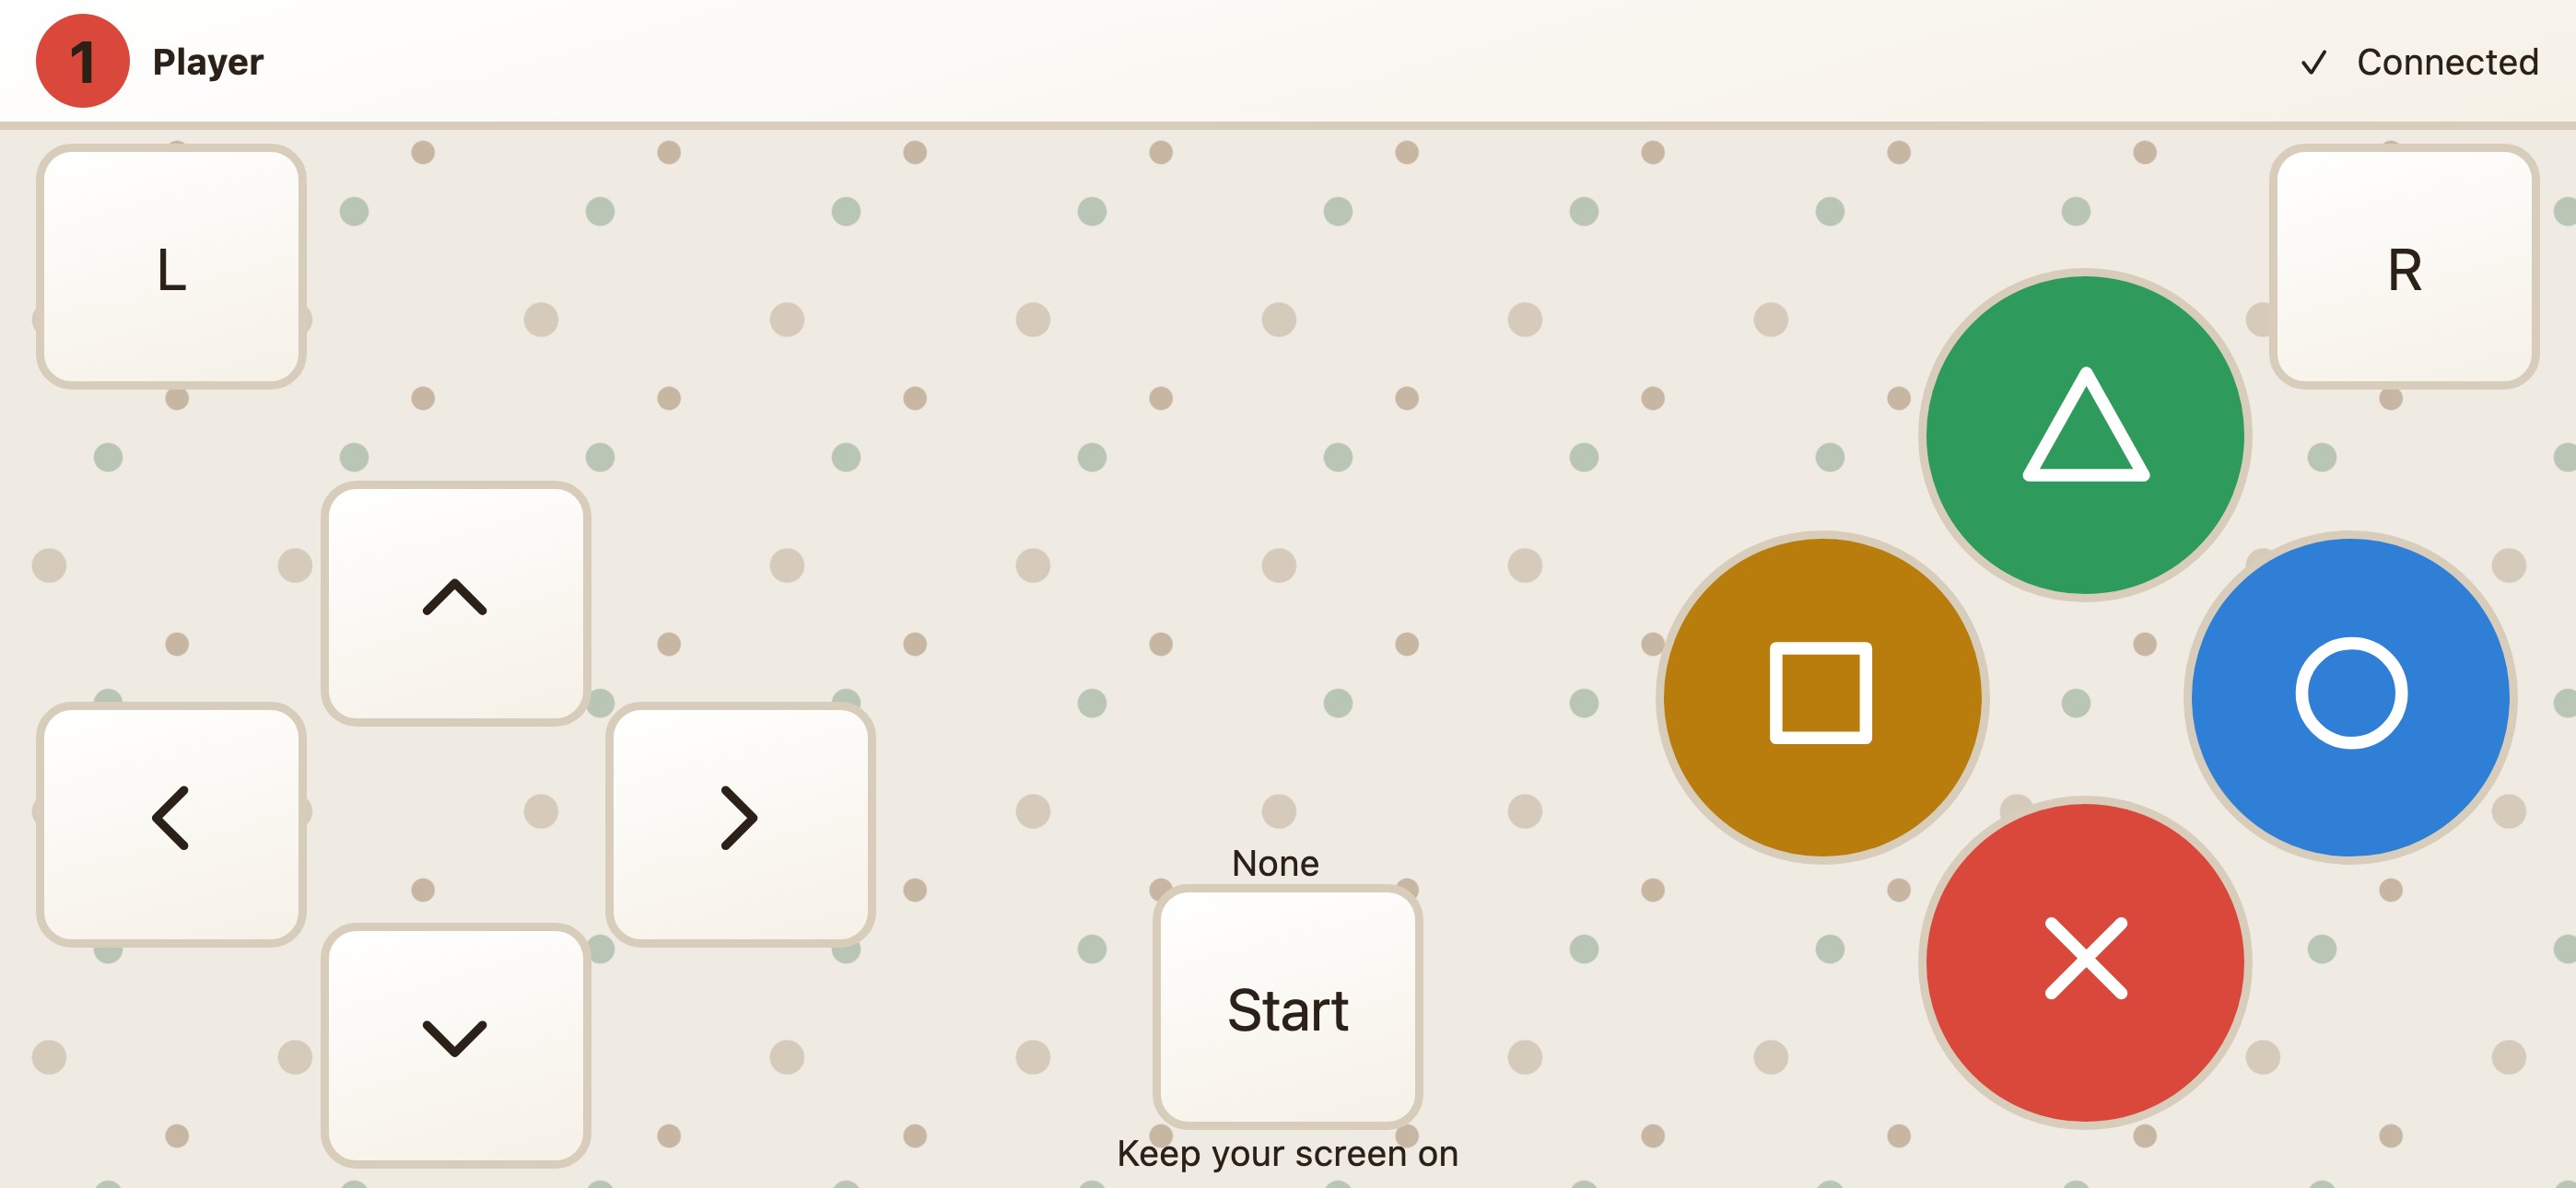 1 Player
✓ Connected
L
R
None
Start
Keep your screen on